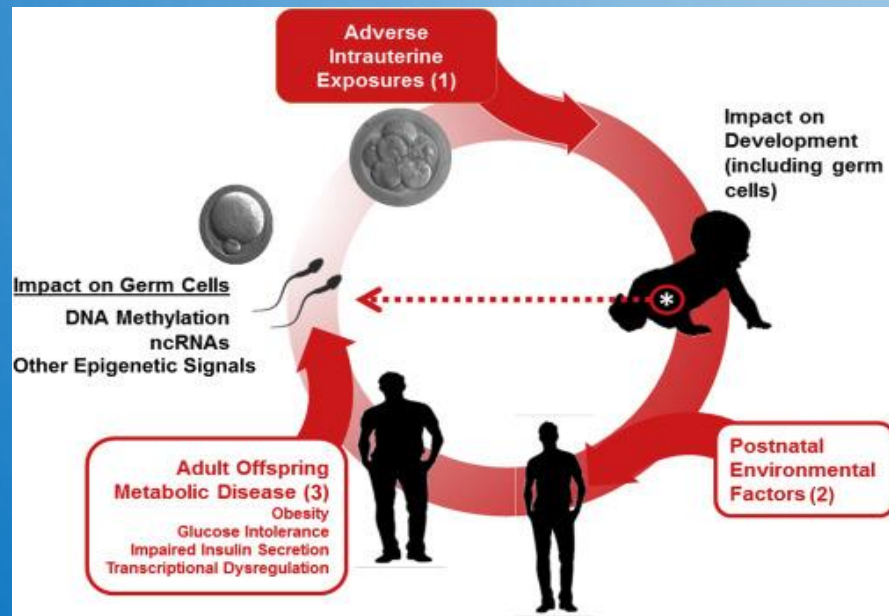 Adverse
Intrauterine
Exposures (1)
Impact on
Development
(including germ
cells)
*
Impact on Germ Cells
DNA Methylation
ncRNAs
Other Epigenetic Signals
Adult Offspring
Metabolic Disease (3)
Obesity
Glucose Intolerance
Impaired Insulin Secretion
Transcriptional Dysregulation
Postnatal
Environmental
Factors (2)